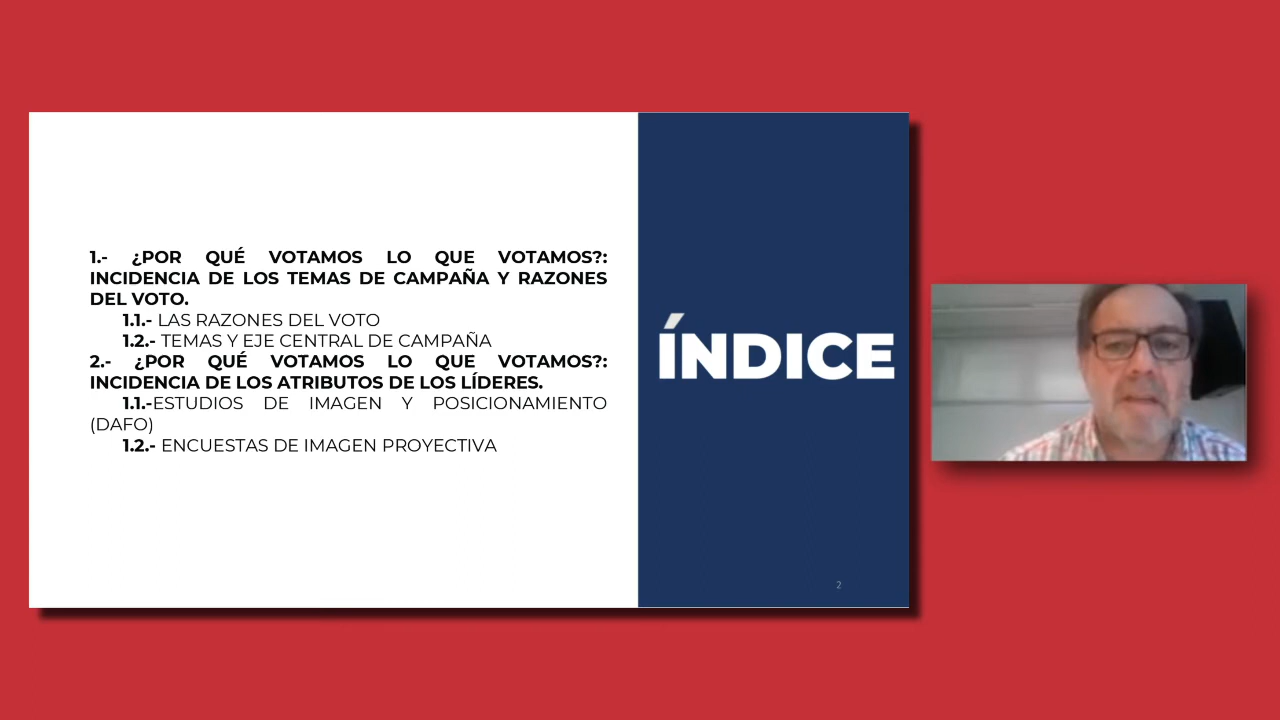 1.- ¿POR QUÉ VOTAMOS LO QUE VOTAMOS?:
INCIDENCIA DE LOS TEMAS DE CAMPAÑA Y RAZONES
DEL VOTO.
1.1.- LAS RAZONES DEL VOTO
1.2.- TEMAS Y EJE CENTRAL DE CAMPAÑA
2.- ¿POR QUÉ VOTAMOS LO QUE VOTAMOS?:
INCIDENCIA DE LOS ATRIBUTOS DE LOS LÍDERES.
1.1.-ESTUDIOS DE IMAGEN Y POSICIONAMIENTO
(DAFO)
1.2.- ENCUESTAS DE IMAGEN PROYECTIVA
ÍNDICE
2